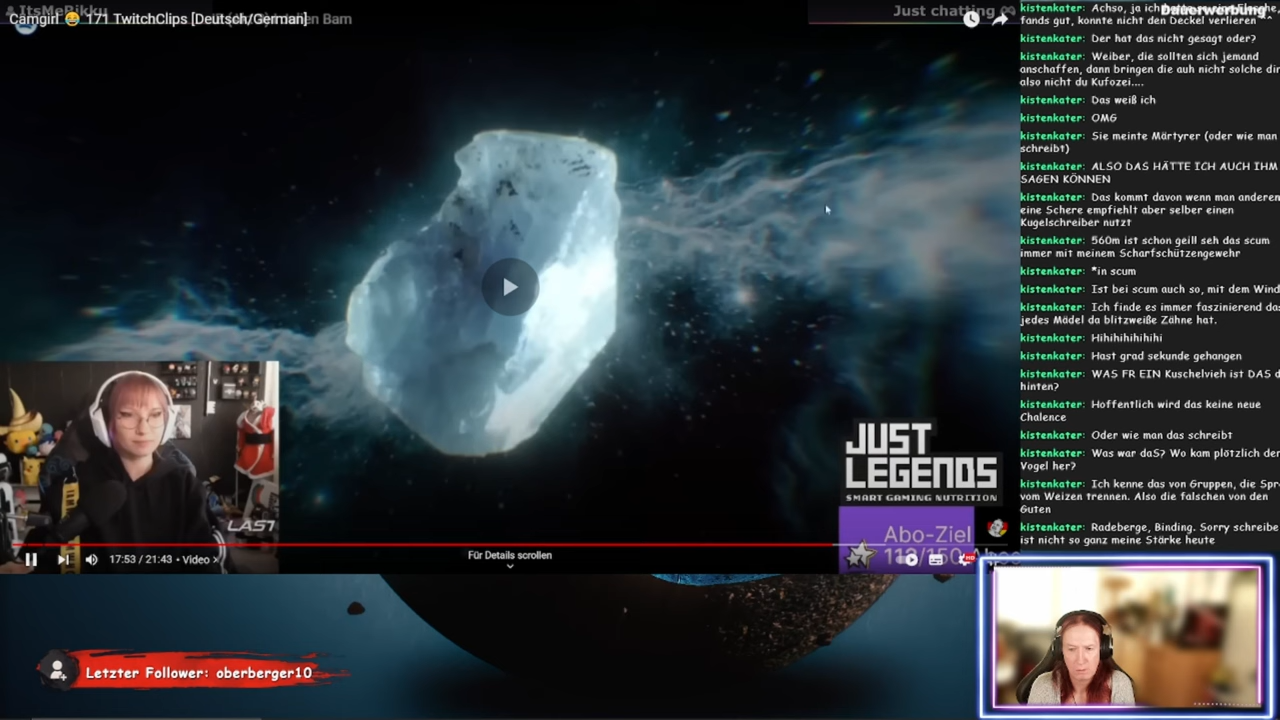 ItsMeRikku
Camgirl 😂 171 TwitchClips [Deutsch/German]
Bam
Just chatting
Dauerwerbung
kistenkater: Achso, ja ich
fands gut, konnte nicht den Deckel verlieren
kistenkater: Der hat das nicht gesagt oder?
kistenkater: Weiber, die sollten sich jemand
anschaffen, dann bringen die auh nicht solche
also nicht du Kufozei....
kistenkater: Das weiß ich
kistenkater: OMG
kistenkater: Sie meinte Märtyrer (oder wie man
schreibt)
kistenkater: ALSO DAS HÄTTE ICH AUCH IHM
SAGEN KÖNNEN
kistenkater: Das kommt davon wenn man anderen
eine Schere empfiehlt aber selber einen
Kugelschreiber nutzt
kistenkater: 560m ist schon geill seh das scum
immer mit meinem Scharfschützengewehr
kistenkater: *in scum
kistenkater: Ist bei scum auch so, mit dem Wind
kistenkater: Ich finde es immer faszinierend
jedes Mädel da blitzweiße Zähne hat.
kistenkater: Hihihihihihihi
kistenkater: Hast grad sekunde gehangen
kistenkater: WAS FR EIN Kuschelvieh ist DAS
hinten?
kistenkater: Hoffentlich wird das keine neue
Chalence
kistenkater: Oder wie man das schreibt
kistenkater: Was war daS? Wo kam plötzlich der
Vogel her?
kistenkater: Ich kenne das von Gruppen, die
vom Weizen trennen. Also die falschen von den
Guten
kistenkater: Radeberge, Binding. Sorry schreibe
ist nicht so ganz meine Stärke heute
JUST
LEGENDS
SMART GAMING NUTRITION
LAST
Abo-Ziel
17:53 / 21:43 • Video >
Für Details scrollen
HD
Letzter Follower: oberberger10